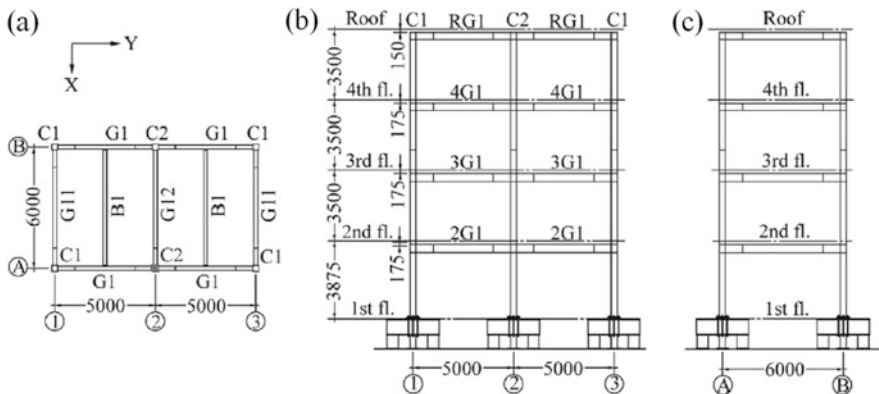 (a)
Y
X
C1 G1 C2 G1 C1
B
6000
G11 B1 G12 B1 G11
C1 C2 C1
A
G1 G1
5000 5000
1 2 3
(b)
Roof C1 RG1 C2 RG1 C1
150
3500
4th fl. 4G1 4G1
175
3500
3rd fl. 3G1 3G1
175
3500
2nd fl. 2G1 2G1
175
3875
1st fl.
5000 5000
1 2 3
(c)
Roof
4th fl.
3rd fl.
2nd fl.
1st fl.
6000
A B